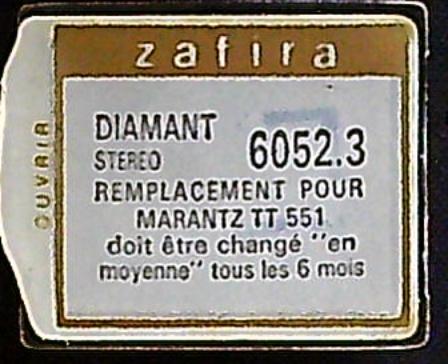 zafira
OUVRIR
DIAMANT
STEREO 6052.3
REMPLACEMENT POUR
MARANTZ TT 551
doit être changé "en
moyenne" tous les 6 mois